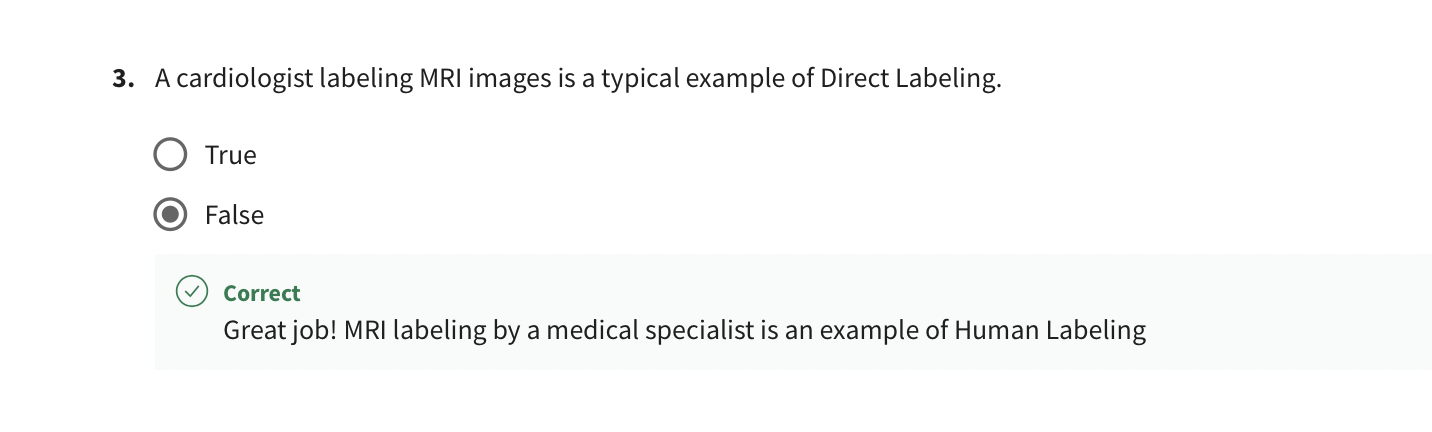 3. A cardiologist labeling MRI images is a typical example of Direct Labeling.
True
False
Correct
Great job! MRI labeling by a medical specialist is an example of Human Labeling